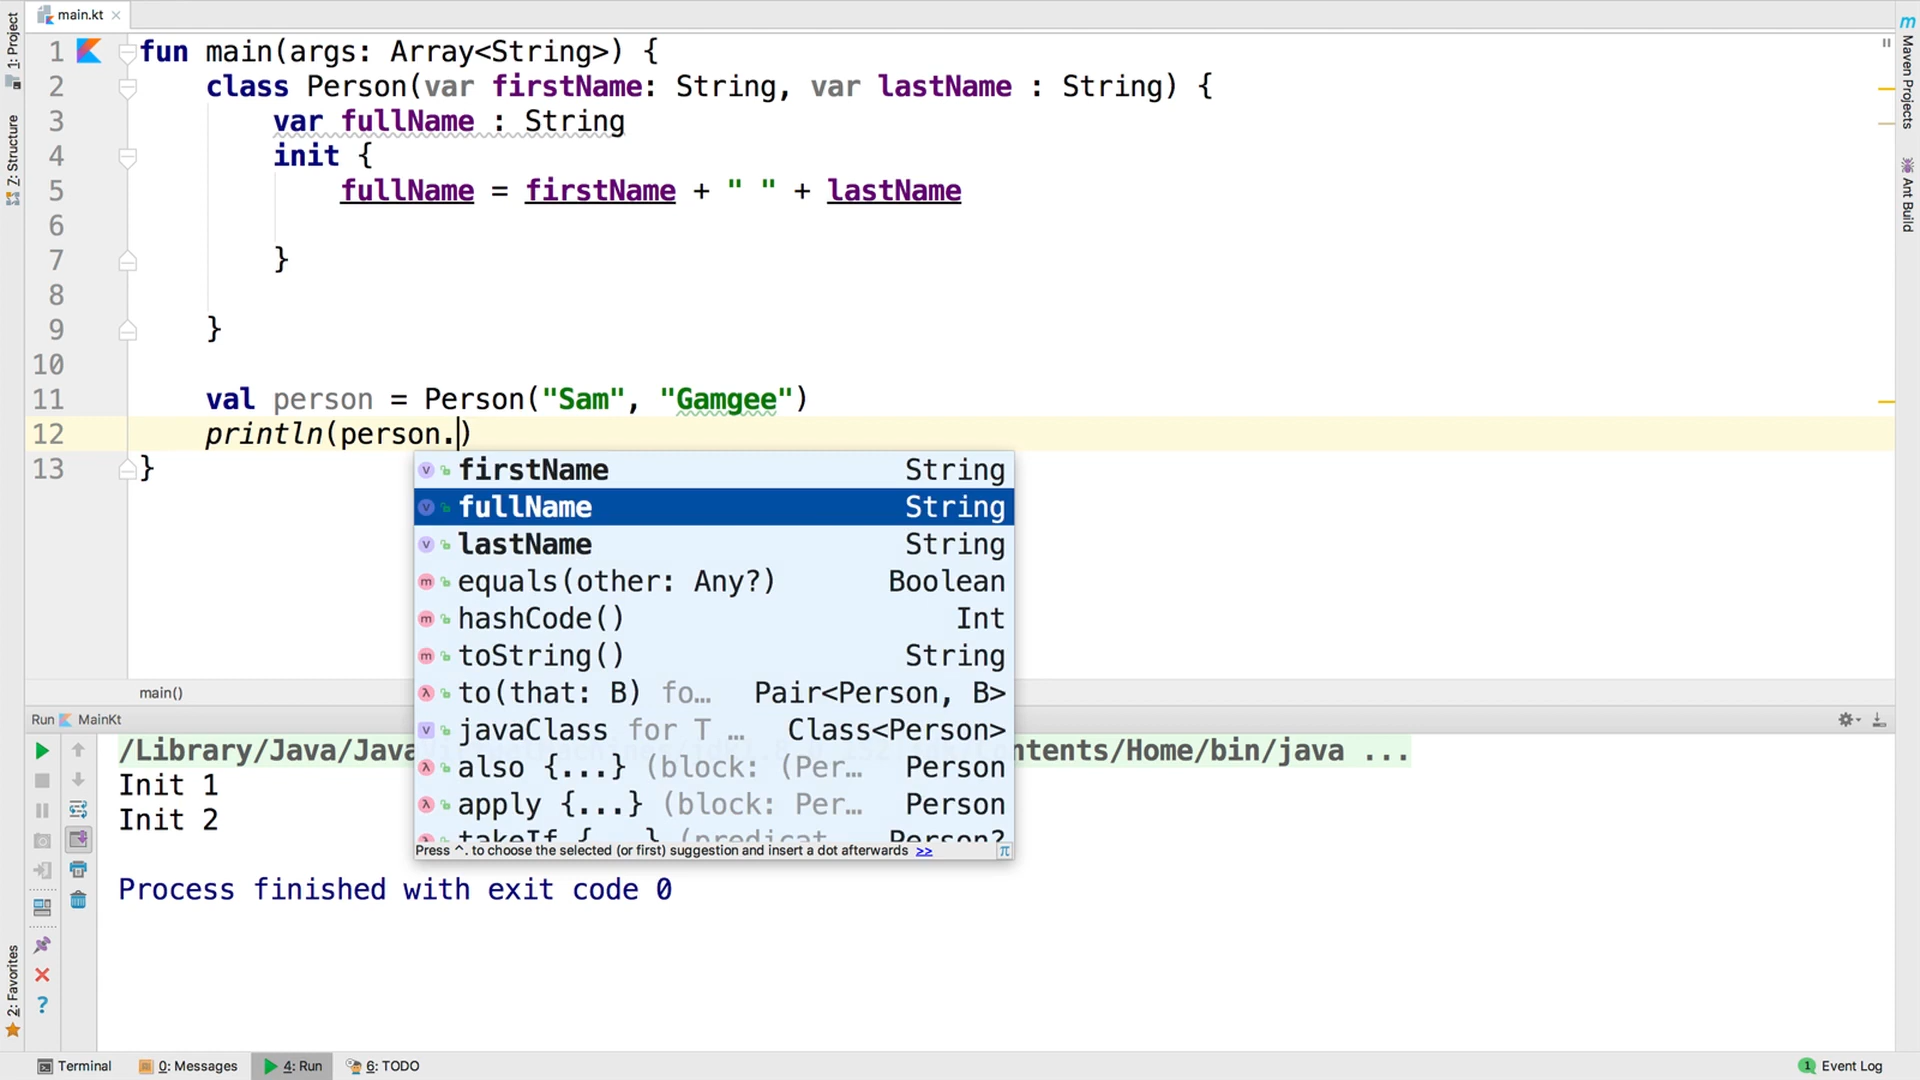 main.kt
1: Project
7: Structure
2: Favorites
Maven Projects
Ant Build
1 fun main(args: Array<String>) {
2 class Person(var firstName: String, var lastName : String) {
3 var fullName : String
4 init {
5 fullName = firstName + " " + lastName
6
7 }
8
9 }
10
11 val person = Person("Sam", "Gamgee")
12 println(person.)
13 }
firstName String
fullName String
lastName String
equals(other: Any?) Boolean
hashCode() Int
toString() String
to(that: B) fo… Pair<Person, B>
javaClass for T … Class<Person>
also {...} (block: (Per… Person
apply {...} (block: Per… Person
takeIf {...} (predicat… Person?
Press ^. to choose the selected (or first) suggestion and insert a dot afterwards >>
π
main()
Run MainKt
/Library/Java/Java ntents/Home/bin/java ...
Init 1
Init 2
Process finished with exit code 0
Terminal 0: Messages 4: Run 6: TODO 1 Event Log